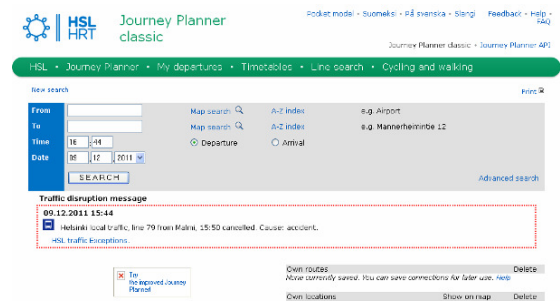 Pocket model - Suomeksi - På svenska - Slangi Feedback - Help - FAQ
HSL
HRT
Journey Planner
classic
Journey Planner classic - Journey Planner API
HSL • Journey Planner • My departures • Timetables • Line search • Cycling and walking
New search Print
From Map search A-Z index e.g. Airport
To Map search A-Z index e.g. Mannerheimintie 12
Time 16 : 44 Departure Arrival
Date 09 . 12 . 2011
SEARCH Advanced search
Traffic disruption message
09.12.2011 15:44
Helsinki local traffic, line 79 from Malmi, 15:50 cancelled. Cause: accident.
HSL traffic Exceptions.
Try
the improved Journey
Planner!
Own routes Delete
None currently saved. You can save connections for later use. Help
Own locations Show on map Delete